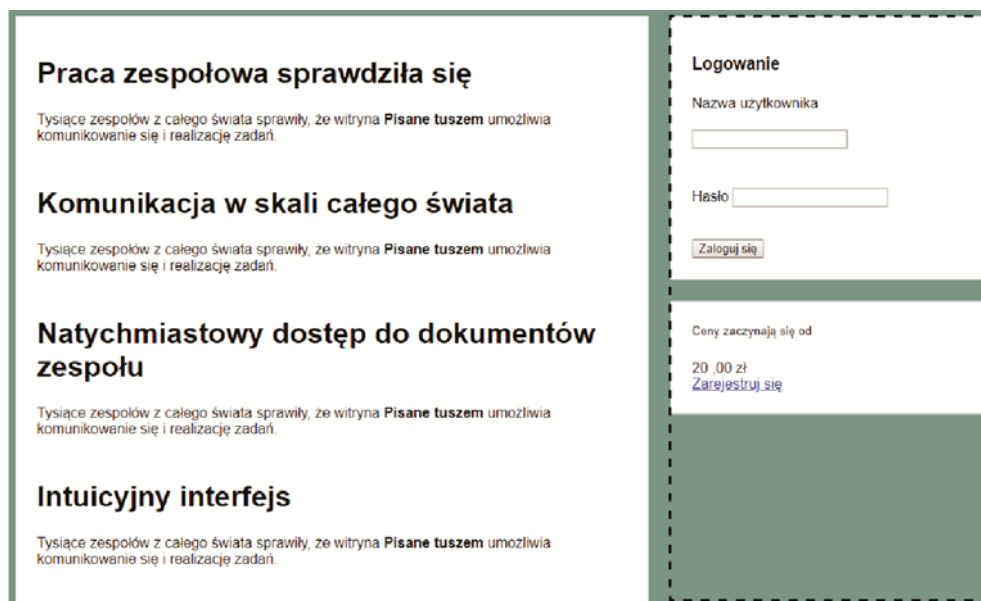 Praca zespołowa sprawdziła się
Tysiące zespołów z całego świata sprawiły, że witryna Pisane tuszem umożliwia
komunikowanie się i realizację zadań.
Komunikacja w skali całego świata
Tysiące zespołów z całego świata sprawiły, że witryna Pisane tuszem umożliwia
komunikowanie się i realizację zadań.
Natychmiastowy dostęp do dokumentów
zespołu
Tysiące zespołów z całego świata sprawiły, że witryna Pisane tuszem umożliwia
komunikowanie się i realizację zadań.
Intuicyjny interfejs
Tysiące zespołów z całego świata sprawiły, że witryna Pisane tuszem umożliwia
komunikowanie się i realizację zadań.
Logowanie
Nazwa użytkownika
Hasło
Zaloguj się
Ceny zaczynają się od
20 ,00 zł
Zarejestruj się